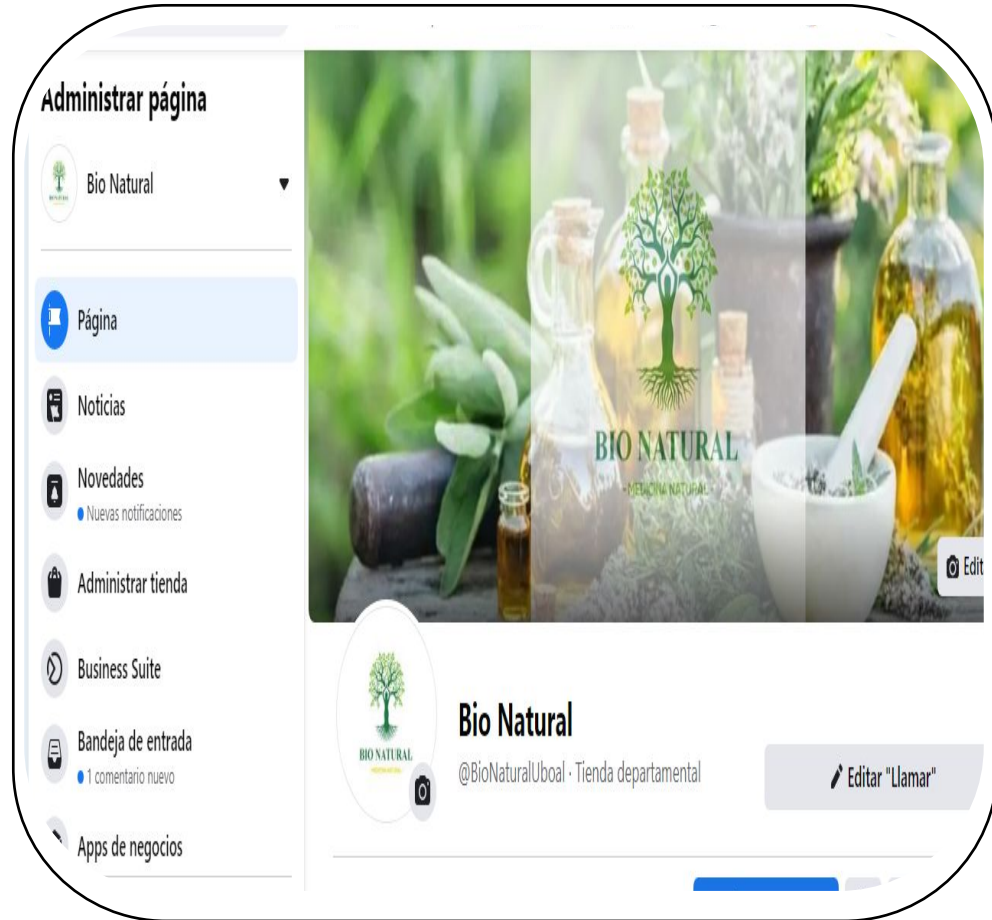 Administrar página
Bio Natural
Página
Noticias
Novedades
Nuevas notificaciones
Administrar tienda
Business Suite
Bandeja de entrada
1 comentario nuevo
Apps de negocios
BIO NATURAL
- MEDICINA NATURAL -
Edit
BIO NATURAL
Bio Natural
@BioNaturalUboal · Tienda departamental
Editar "Llamar"